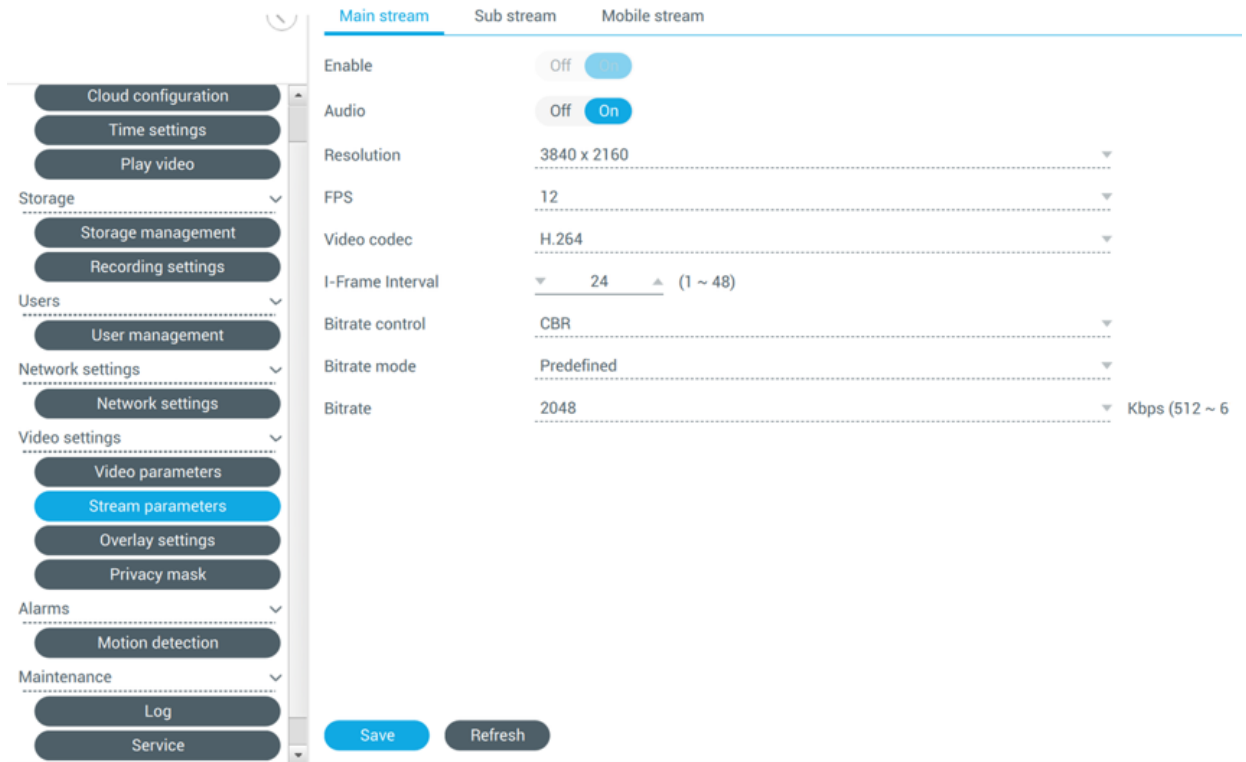 Main stream Sub stream Mobile stream
Enable Off On
Audio Off On
Resolution 3840 x 2160
FPS 12
Video codec H.264
I-Frame Interval 24 (1 ~ 48)
Bitrate control CBR
Bitrate mode Predefined
Bitrate 2048 Kbps (512 ~ 6
Cloud configuration
Time settings
Play video
Storage
Storage management
Recording settings
Users
User management
Network settings
Network settings
Video settings
Video parameters
Stream parameters
Overlay settings
Privacy mask
Alarms
Motion detection
Maintenance
Log
Service
Save Refresh